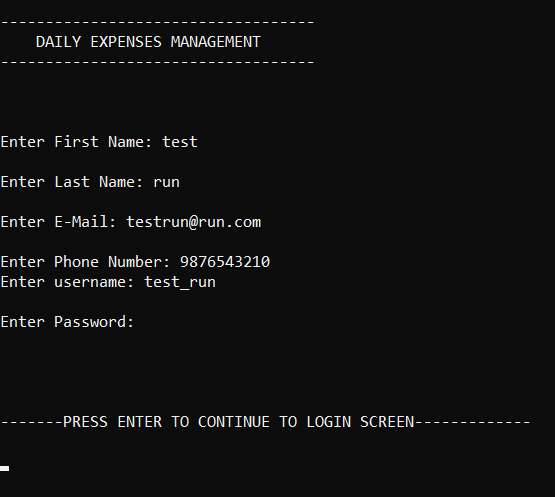 -----------------------------------
DAILY EXPENSES MANAGEMENT
-----------------------------------
Enter First Name: test
Enter Last Name: run
Enter E-Mail: testrun@run.com
Enter Phone Number: 9876543210
Enter username: test_run
Enter Password:
-------PRESS ENTER TO CONTINUE TO LOGIN SCREEN-------------